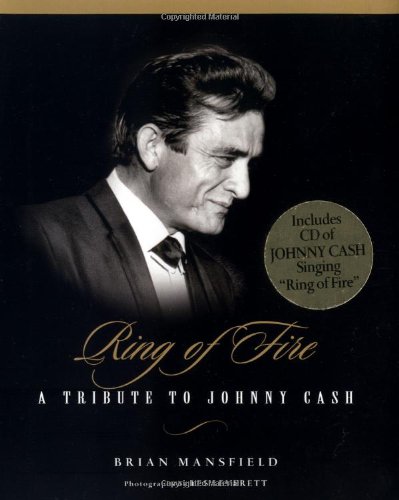 Includes
CD of
JOHNNY CASH
Singing
"Ring of Fire"
Ring of Fire
A TRIBUTE TO JOHNNY CASH
BRIAN MANSFIELD
Copyrighted Material